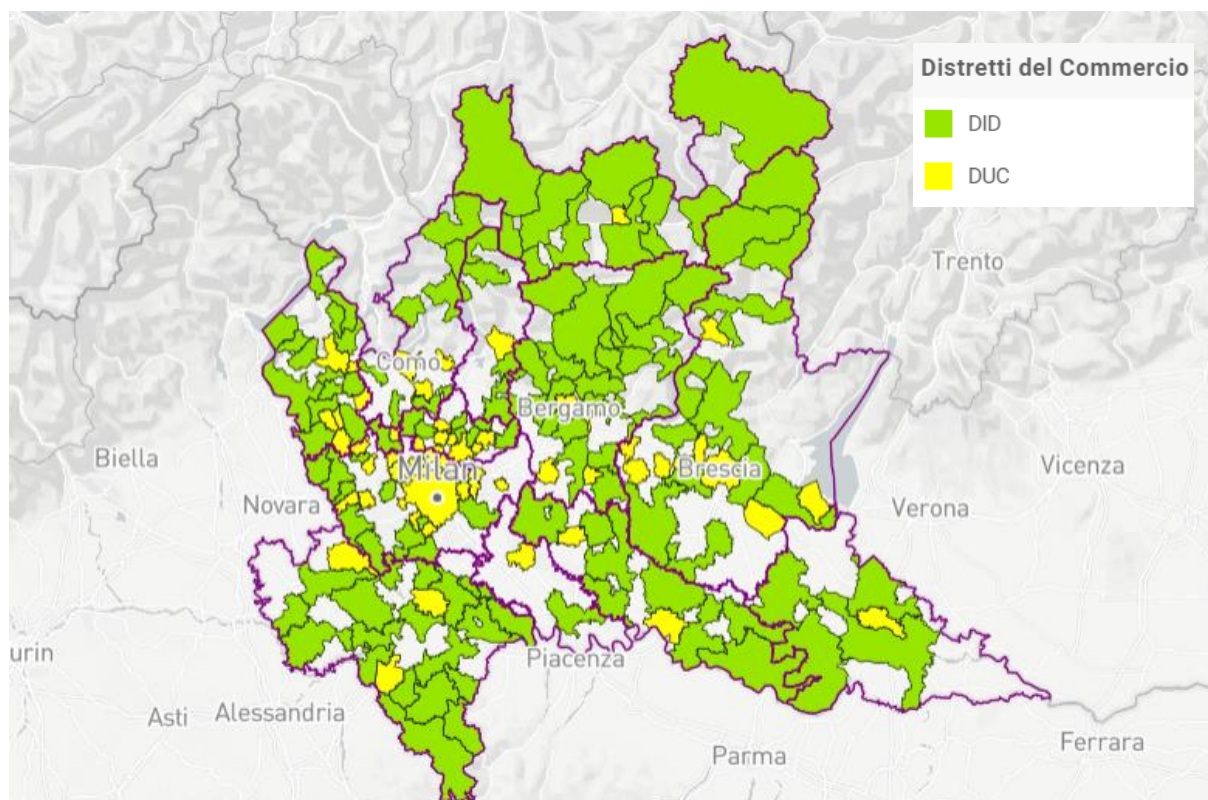 Distretti del Commercio
DID
DUC
Trento
Como
Bergamo
Biella
Milan
Brescia
Vicenza
Novara
Verona
urin
Piacenza
Asti
Alessandria
Parma
Ferrara